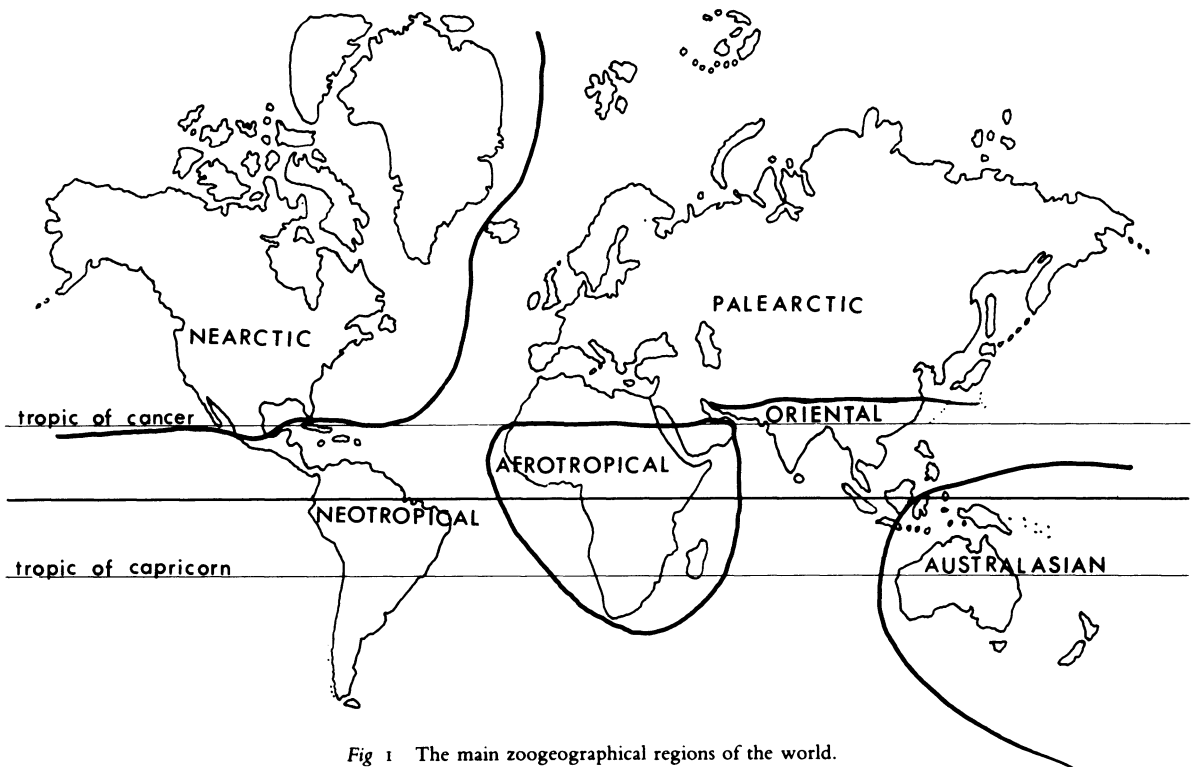 PALEARCTIC
NEARCTIC
tropic of cancer
ORIENTAL
AFROTROPICAL
NEOTROPICAL
tropic of capricorn
AUSTRALASIAN
Fig 1 The main zoogeographical regions of the world.